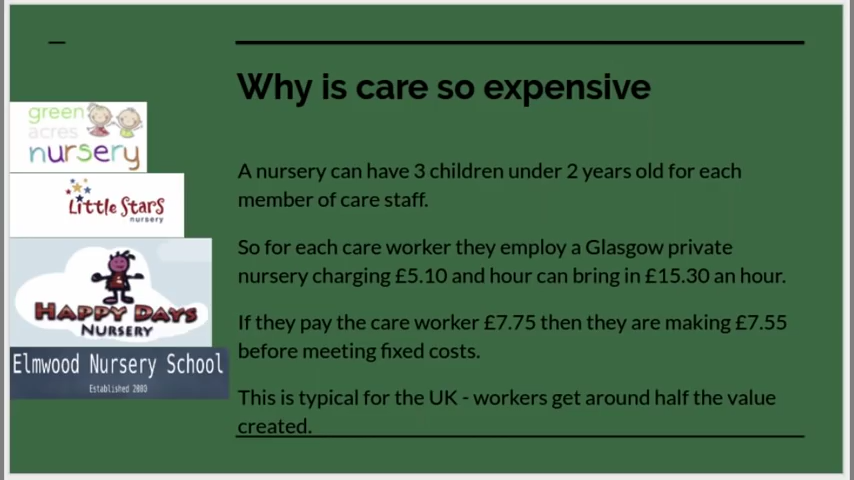 Why is care so expensive
green
acres
nursery
Little Stars
nursery
Happy Days
Nursery
Elmwood Nursery School
Established 2003
A nursery can have 3 children under 2 years old for each
member of care staff.
So for each care worker they employ a Glasgow private
nursery charging £5.10 and hour can bring in £15.30 an hour.
If they pay the care worker £7.75 then they are making £7.55
before meeting fixed costs.
This is typical for the UK - workers get around half the value
created.